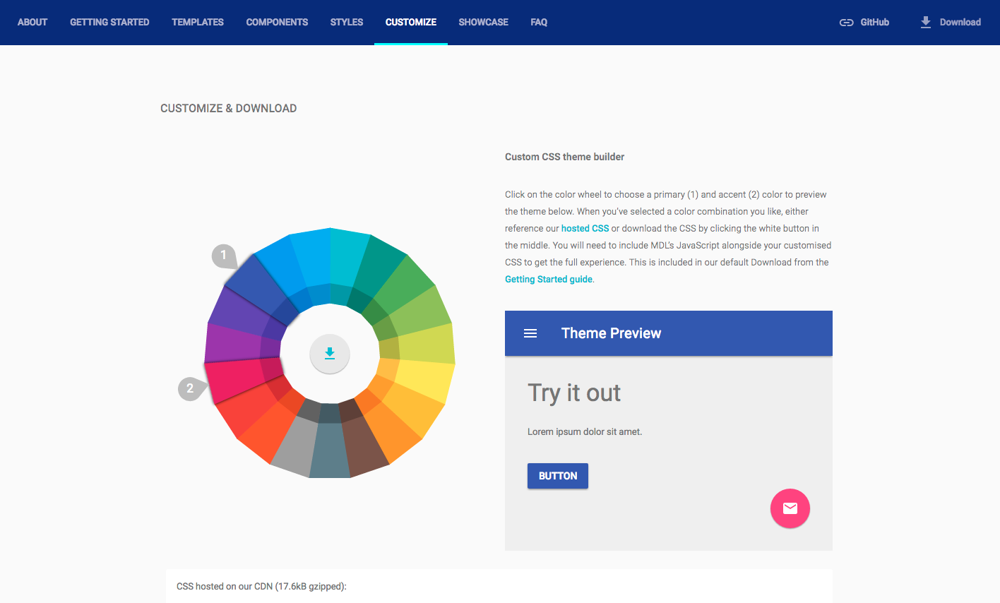 ABOUT GETTING STARTED TEMPLATES COMPONENTS STYLES CUSTOMIZE SHOWCASE FAQ GitHub Download
CUSTOMIZE & DOWNLOAD
1
2
Custom CSS theme builder
Click on the color wheel to choose a primary (1) and accent (2) color to preview
the theme below. When you've selected a color combination you like, either
reference our hosted CSS or download the CSS by clicking the white button in
the middle. You will need to include MDL's JavaScript alongside your customised
CSS to get the full experience. This is included in our default Download from the
Getting Started guide.
Theme Preview
Try it out
Lorem ipsum dolor sit amet.
BUTTON
CSS hosted on our CDN (17.6kB gzipped):